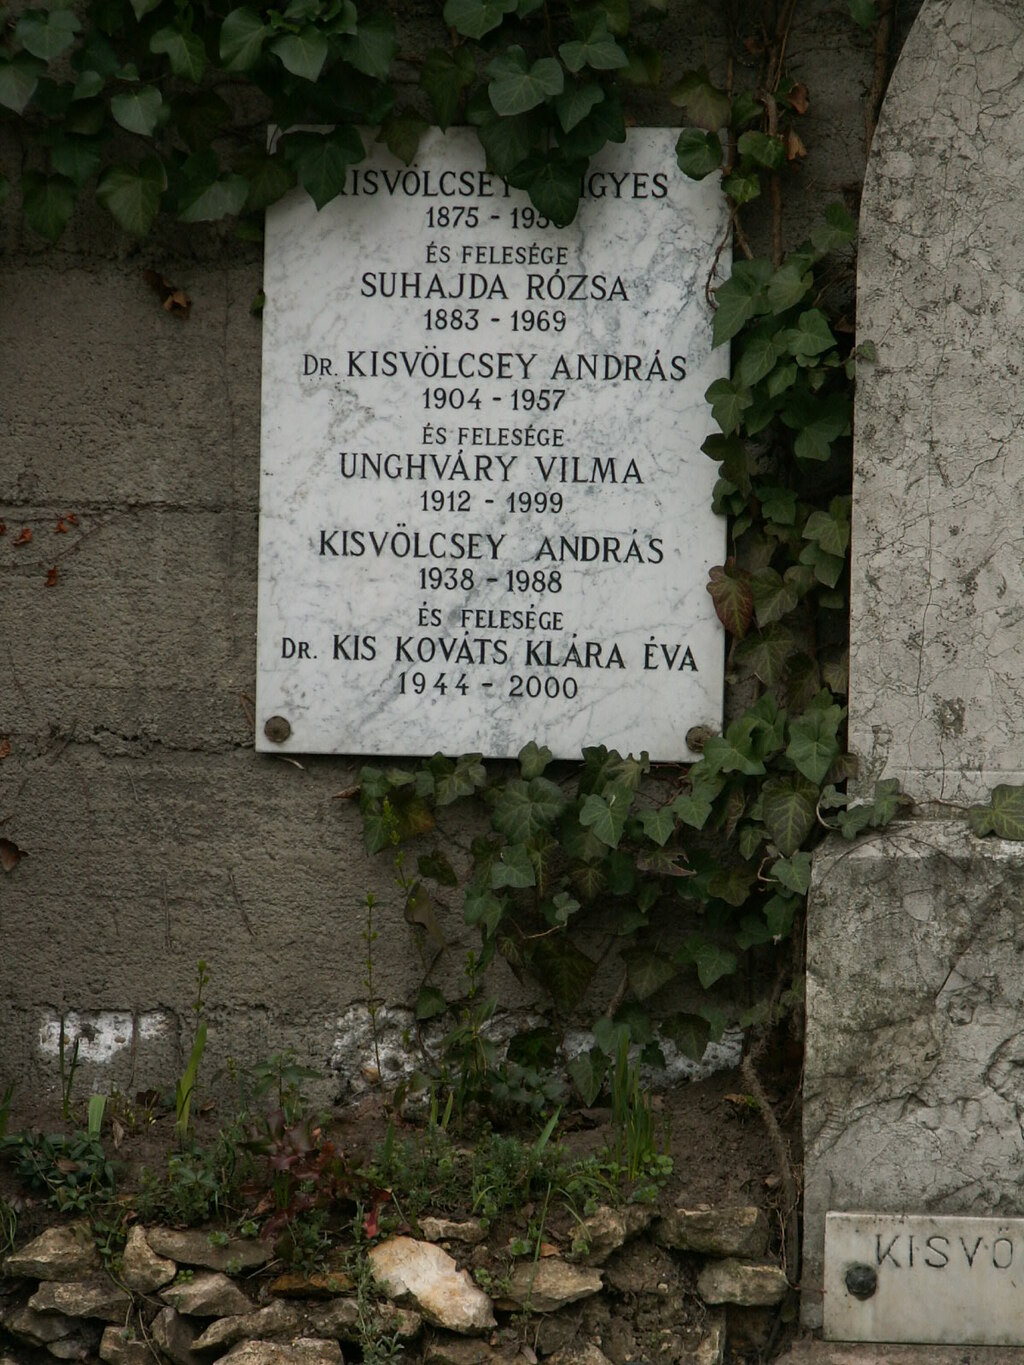 KISVÖLCSEY
1875 - 
ÉS FELESÉGE
SUHAJDA RÓZSA
1883 - 1969
DR. KISVÖLCSEY ANDRÁS
1904 - 1957
ÉS FELESÉGE
UNGHVÁRY VILMA
1912 - 1999
KISVÖLCSEY ANDRÁS
1938 - 1988
ÉS FELESÉGE
DR. KIS KOVÁTS KLÁRA ÉVA
1944 - 2000
KISVÖ